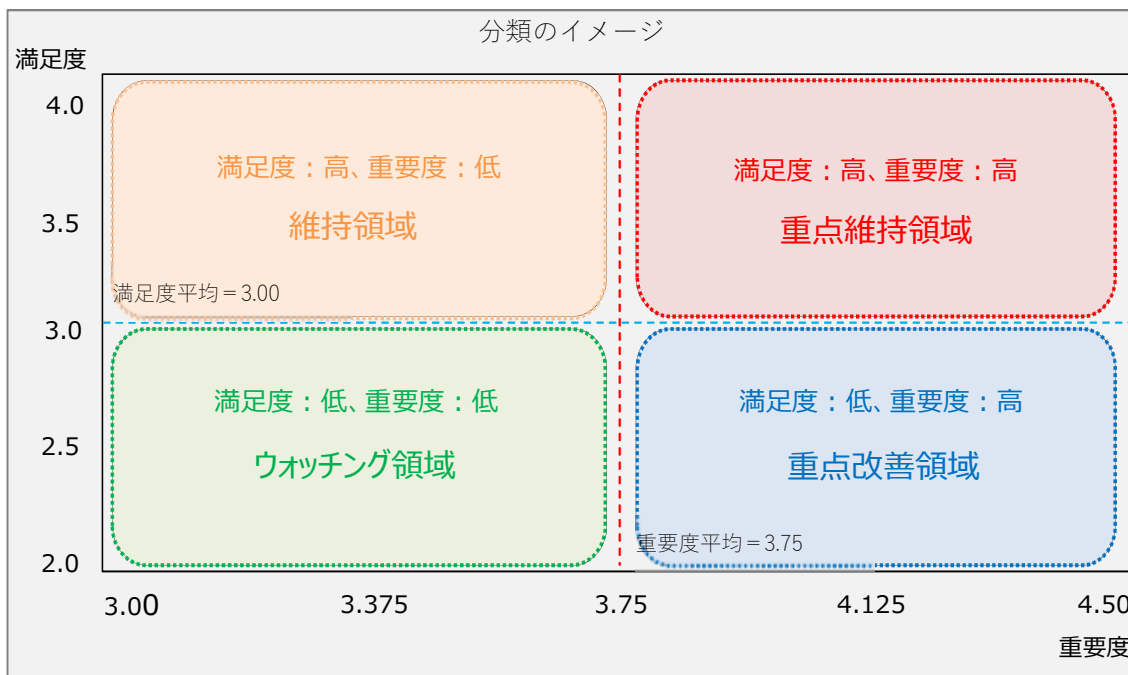 分類のイメージ
満足度
4.0
満足度：高、重要度：低
満足度：高、重要度：高
3.5
維持領域
重点維持領域
満足度平均＝3.00
3.0
満足度：低、重要度：低
満足度：低、重要度：高
2.5
ウォッチング領域
重点改善領域
重要度平均＝3.75
2.0
3.00
3.375
3.75
4.125
4.50
重要度